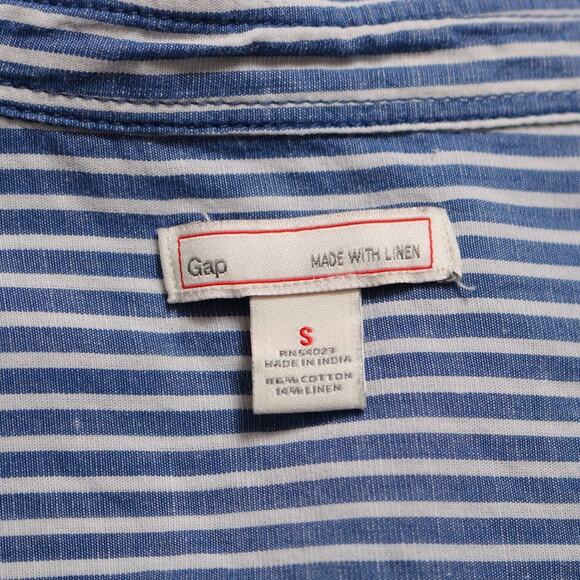 Gap MADE WITH LINEN
S
RN54023
MADE IN INDIA
86% COTTON
14% LINEN